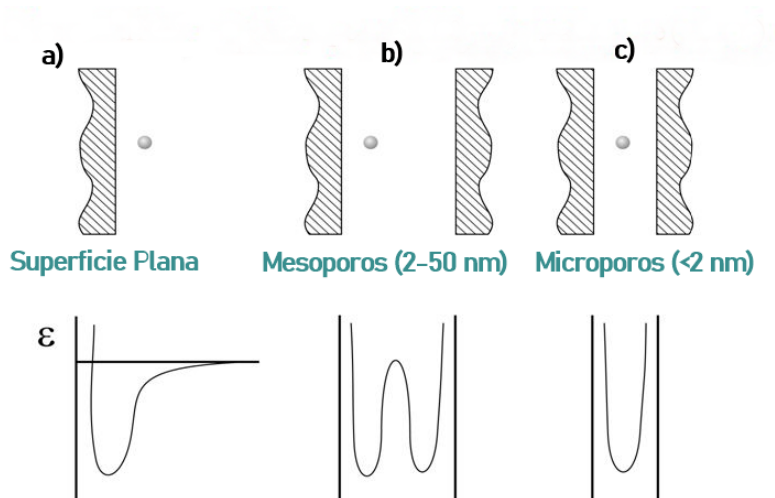 a)
b)
c)
Superficie Plana
Mesoporos (2-50 nm)
Microporos (<2 nm)
ε